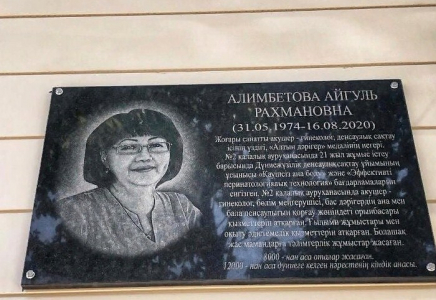 АЛИМБЕТОВА АЙГУЛЬ
РАХМАНОВНА
(31.05.1974-16.08.2020)
Жоғары санатты акушер - гинеколог, денсаулық сақтау
ісінің үздігі, «Алтын дәрігер» медалінің иегері.
№2 қалалық ауруханасында 21 жыл жұмыс істеу
барысында Дүниежүзілік денсаулық сақтау ұйымының
ұсынысы «Қауіпсіз ана болу» және «Эффективті
перинатологиялық технология» бағдарламаларын
енгізген. №2 қалалық ауруханасында акушер -
гинеколог, бөлім меңгерушісі, бас дәрігердің ана мен
бала денсаулығын қорғау жөніндегі орынбасары
қызметтерін атқарған. Ғылыми жұмыстары мен
оқыту әдістемелік қызметтерін атқарған. Болашақ
жас мамандарға тәлімгерлік жұмыстар жасаған.
8000 - нан аса оталар жасаған.
12000 - нан аса дүниеге келген нәрестенің кіндік анасы.